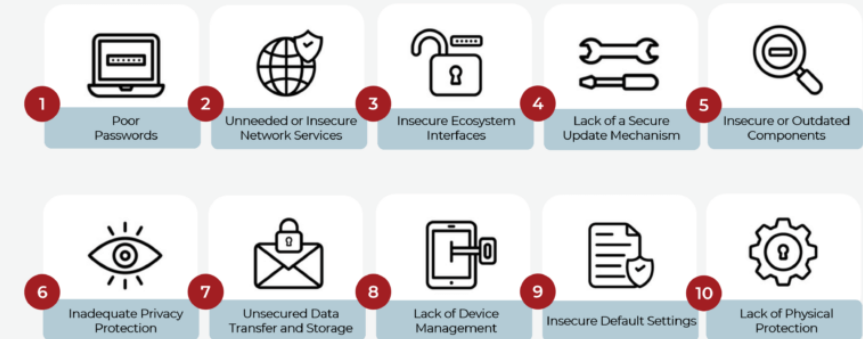 1
Poor
Passwords
2
Unneeded or Insecure
Network Services
3
Insecure Ecosystem
Interfaces
4
Lack of a Secure
Update Mechanism
5
Insecure or Outdated
Components
6
Inadequate Privacy
Protection
7
Unsecured Data
Transfer and Storage
8
Lack of Device
Management
9
Insecure Default Settings
10
Lack of Physical
Protection